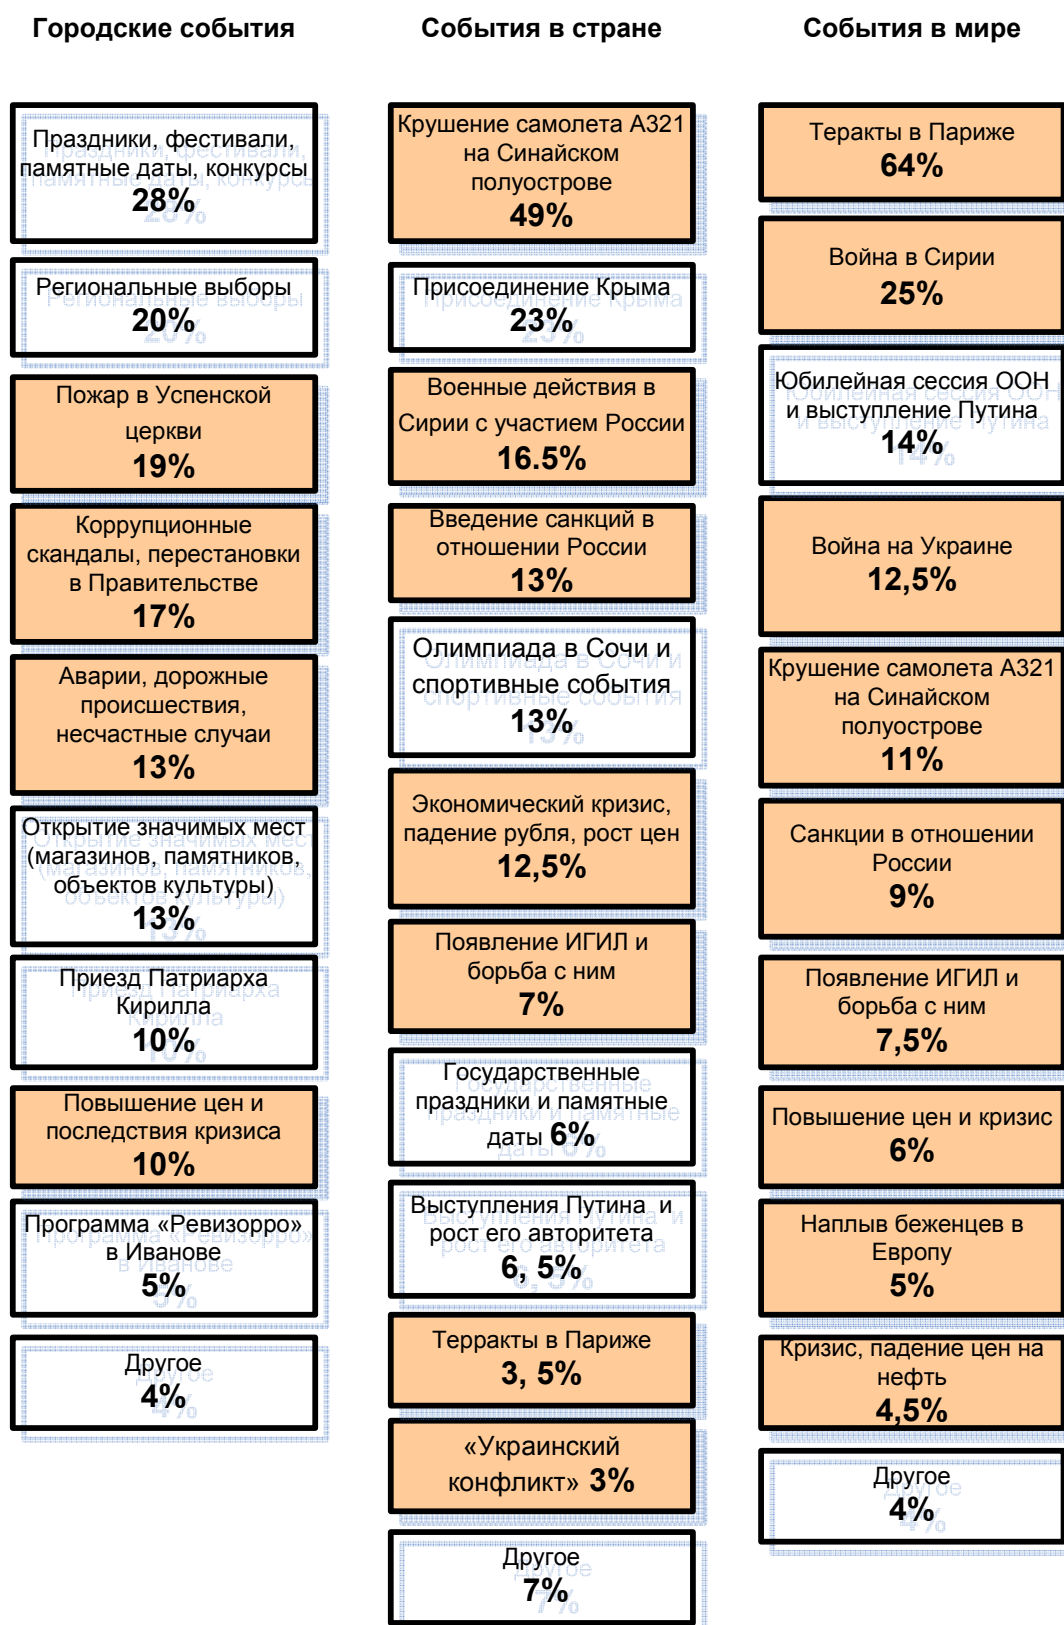 Городские события
Праздники, фестивали,
памятные даты, конкурсы
28%
Региональные выборы
20%
Пожар в Успенской
церкви
19%
Коррупционные
скандалы, перестановки
в Правительстве
17%
Аварии, дорожные
происшествия,
несчастные случаи
13%
Открытие значимых мест
(магазинов, памятников,
объектов культуры)
13%
Приезд Патриарха
Кирилла
10%
Повышение цен и
последствия кризиса
10%
Программа «Ревизорро»
в Иванове
5%
Другое
4%
События в стране
Крушение самолета А321
на Синайском
полуострове
49%
Присоединение Крыма
23%
Военные действия в
Сирии с участием России
16.5%
Введение санкций в
отношении России
13%
Олимпиада в Сочи и
спортивные события
13%
Экономический кризис,
падение рубля, рост цен
12,5%
Появление ИГИЛ и
борьба с ним
7%
Государственные
праздники и памятные
даты 6%
Выступления Путина и
рост его авторитета
6, 5%
Терракты в Париже
3, 5%
«Украинский
конфликт» 3%
Другое
7%
События в мире
Теракты в Париже
64%
Война в Сирии
25%
Юбилейная сессия ООН
и выступление Путина
14%
Война на Украине
12,5%
Крушение самолета А321
на Синайском
полуострове
11%
Санкции в отношении
России
9%
Появление ИГИЛ и
борьба с ним
7,5%
Повышение цен и кризис
6%
Наплыв беженцев в
Европу
5%
Кризис, падение цен на
нефть
4,5%
Другое
4%